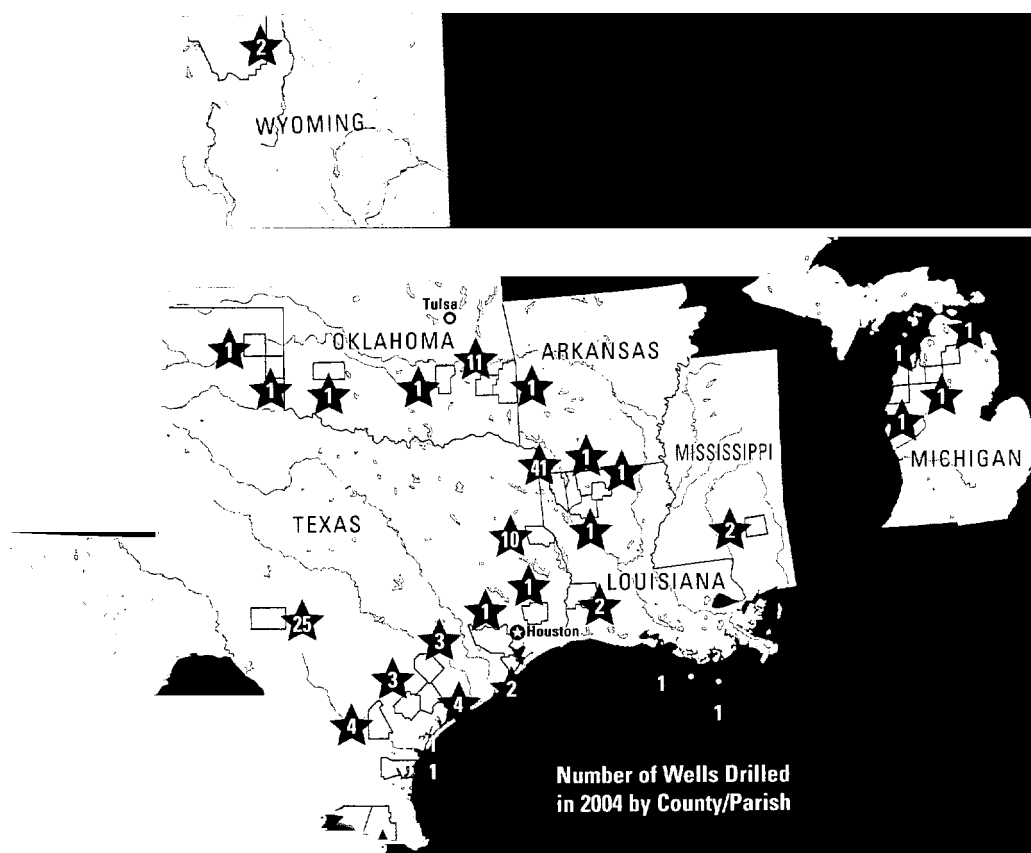 2
WYOMING
Tulsa
OKLAHOMA
11
ARKANSAS
1
1
1
1
1
1
1
1
1
1
MICHIGAN
MISSISSIPPI
41
1
1
TEXAS
10
1
2
LOUISIANA
1
2
25
1
Houston
3
3
2
4
4
1
1
1
Number of Wells Drilled
in 2004 by County/Parish